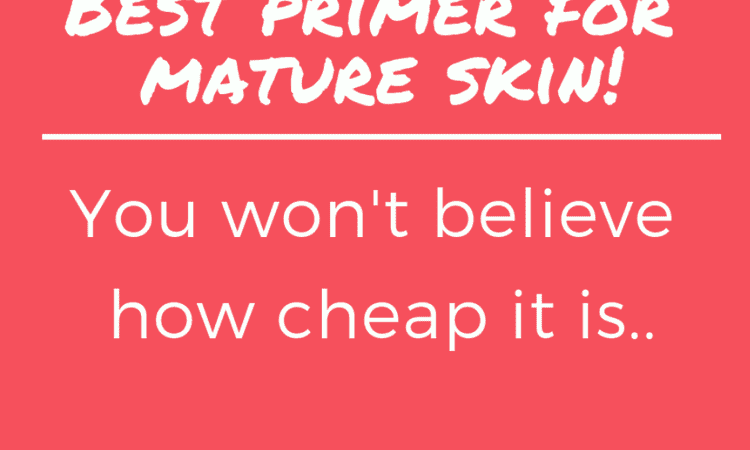 BEST PRIMER FOR
MATURE SKIN!
You won't believe
how cheap it is..